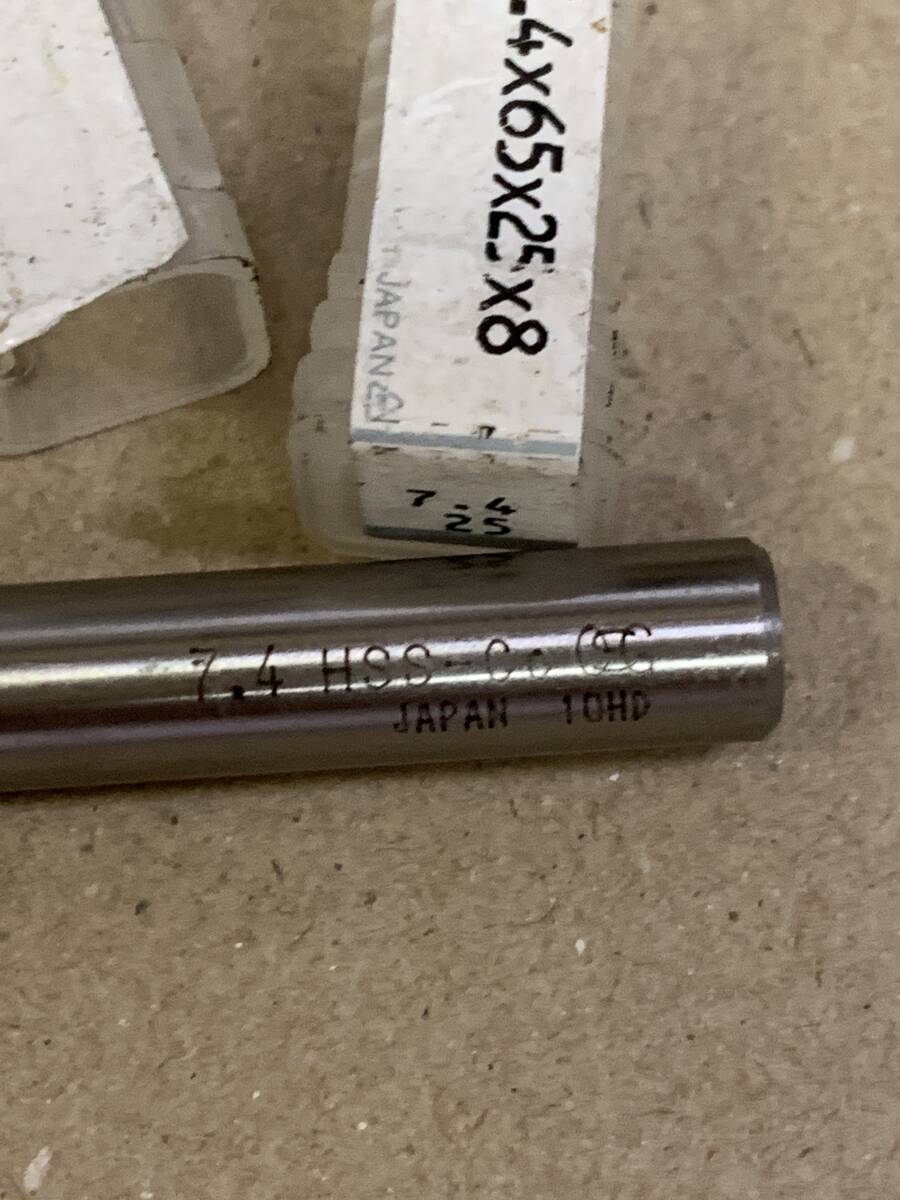 .4x65x25x8
JAPAN
7.4
25
7.4 HSS-Co
JAPAN 10HD